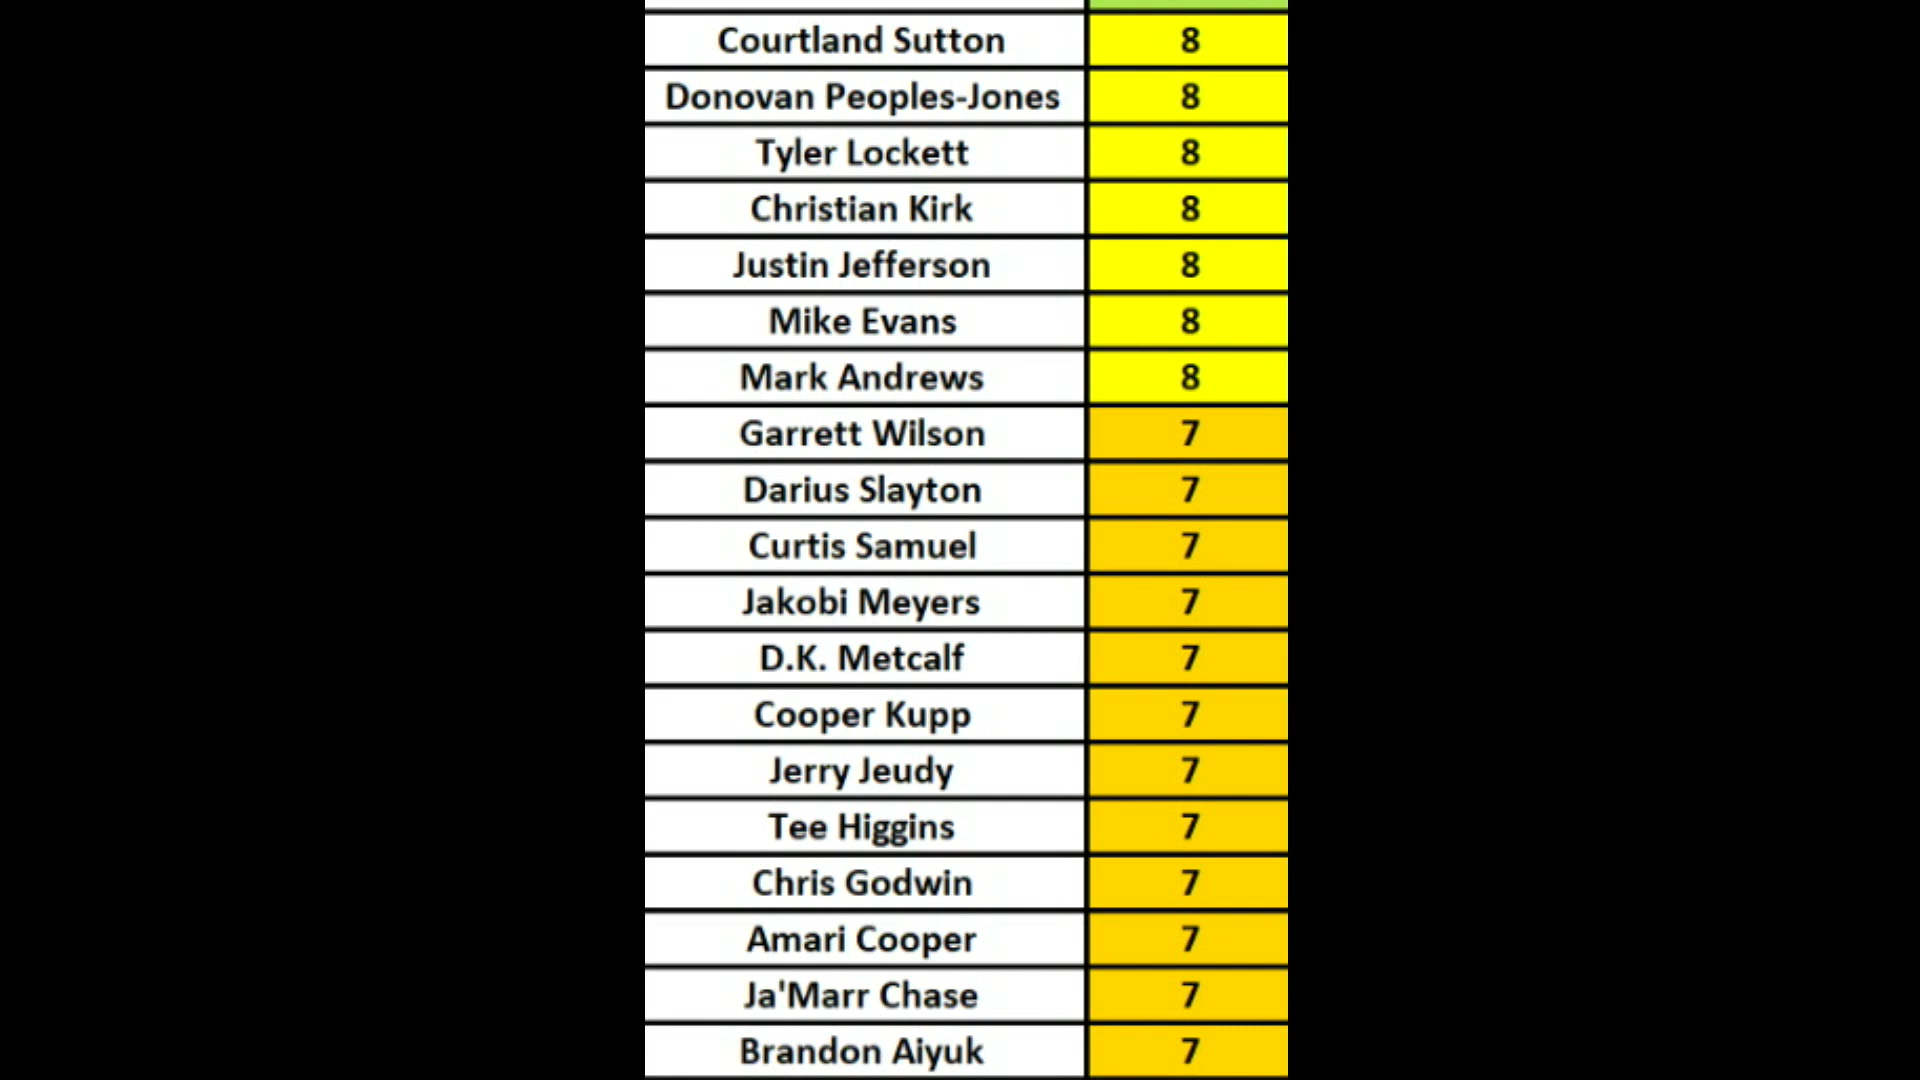 Courtland Sutton 8
Donovan Peoples-Jones 8
Tyler Lockett 8
Christian Kirk 8
Justin Jefferson 8
Mike Evans 8
Mark Andrews 8
Garrett Wilson 7
Darius Slayton 7
Curtis Samuel 7
Jakobi Meyers 7
D.K. Metcalf 7
Cooper Kupp 7
Jerry Jeudy 7
Tee Higgins 7
Chris Godwin 7
Amari Cooper 7
Ja'Marr Chase 7
Brandon Aiyuk 7